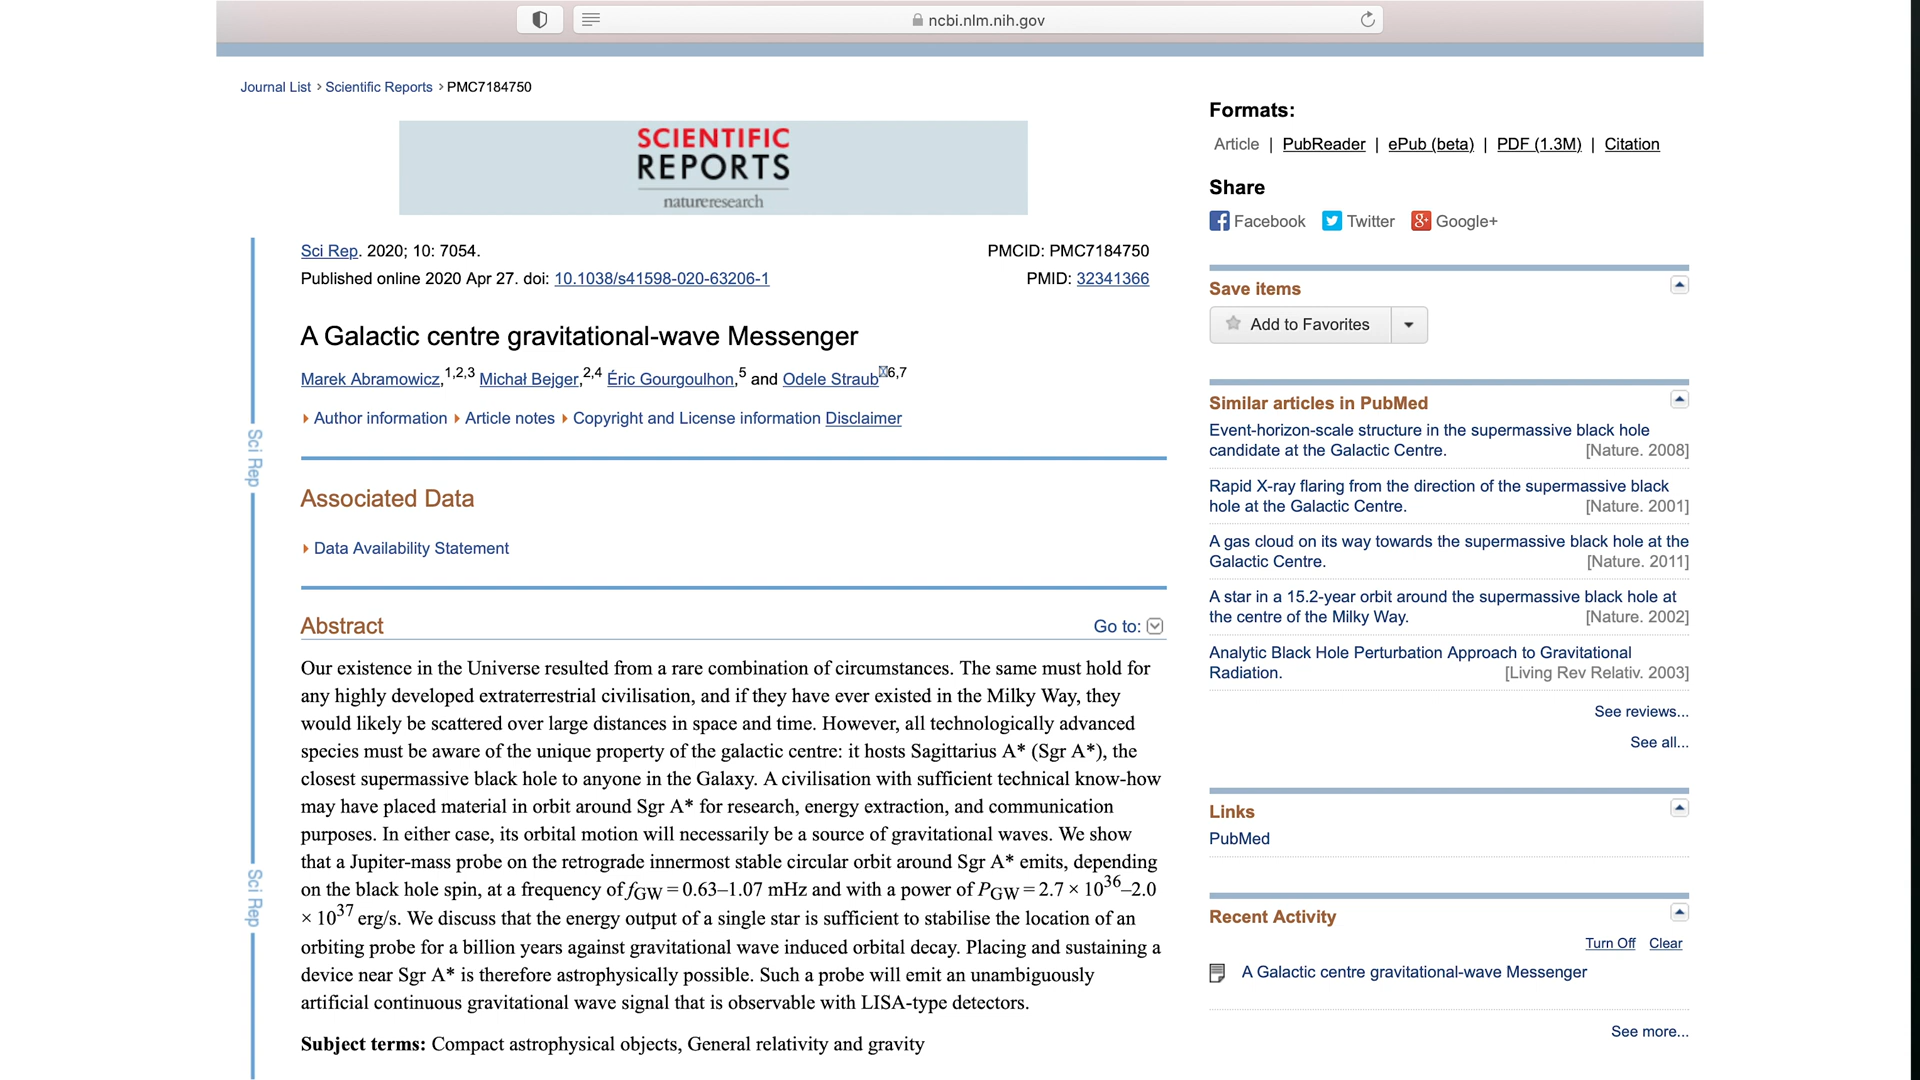 ncbi.nlm.nih.gov
Journal List > Scientific Reports > PMC7184750
SCIENTIFIC
REPORTS
natureresearch
Sci Rep. 2020; 10: 7054.
PMCID: PMC7184750
Published online 2020 Apr 27. doi: 10.1038/s41598-020-63206-1
PMID: 32341366
A Galactic centre gravitational-wave Messenger
Marek Abramowicz,1,2,3 Michał Bejger,2,4 Éric Gourgoulhon,5 and Odele Straub6,7
Author information Article notes Copyright and License information Disclaimer
Sci Rep
Associated Data
Data Availability Statement
Abstract
Go to:
Our existence in the Universe resulted from a rare combination of circumstances. The same must hold for
any highly developed extraterrestrial civilisation, and if they have ever existed in the Milky Way, they
would likely be scattered over large distances in space and time. However, all technologically advanced
species must be aware of the unique property of the galactic centre: it hosts Sagittarius A* (Sgr A*), the
closest supermassive black hole to anyone in the Galaxy. A civilisation with sufficient technical know-how
may have placed material in orbit around Sgr A* for research, energy extraction, and communication
purposes. In either case, its orbital motion will necessarily be a source of gravitational waves. We show
that a Jupiter-mass probe on the retrograde innermost stable circular orbit around Sgr A* emits, depending
on the black hole spin, at a frequency of fGW = 0.63–1.07 mHz and with a power of PGW = 2.7 × 10^36–2.0
× 10^37 erg/s. We discuss that the energy output of a single star is sufficient to stabilise the location of an
orbiting probe for a billion years against gravitational wave induced orbital decay. Placing and sustaining a
device near Sgr A* is therefore astrophysically possible. Such a probe will emit an unambiguously
artificial continuous gravitational wave signal that is observable with LISA-type detectors.
Sci Rep
Subject terms: Compact astrophysical objects, General relativity and gravity
Formats:
Article | PubReader | ePub (beta) | PDF (1.3M) | Citation
Share
Facebook Twitter Google+
Save items
Add to Favorites
Similar articles in PubMed
Event-horizon-scale structure in the supermassive black hole
candidate at the Galactic Centre. [Nature. 2008]
Rapid X-ray flaring from the direction of the supermassive black
hole at the Galactic Centre. [Nature. 2001]
A gas cloud on its way towards the supermassive black hole at the
Galactic Centre. [Nature. 2011]
A star in a 15.2-year orbit around the supermassive black hole at
the centre of the Milky Way. [Nature. 2002]
Analytic Black Hole Perturbation Approach to Gravitational
Radiation. [Living Rev Relativ. 2003]
See reviews...
See all...
Links
PubMed
Recent Activity
Turn Off Clear
A Galactic centre gravitational-wave Messenger
See more...